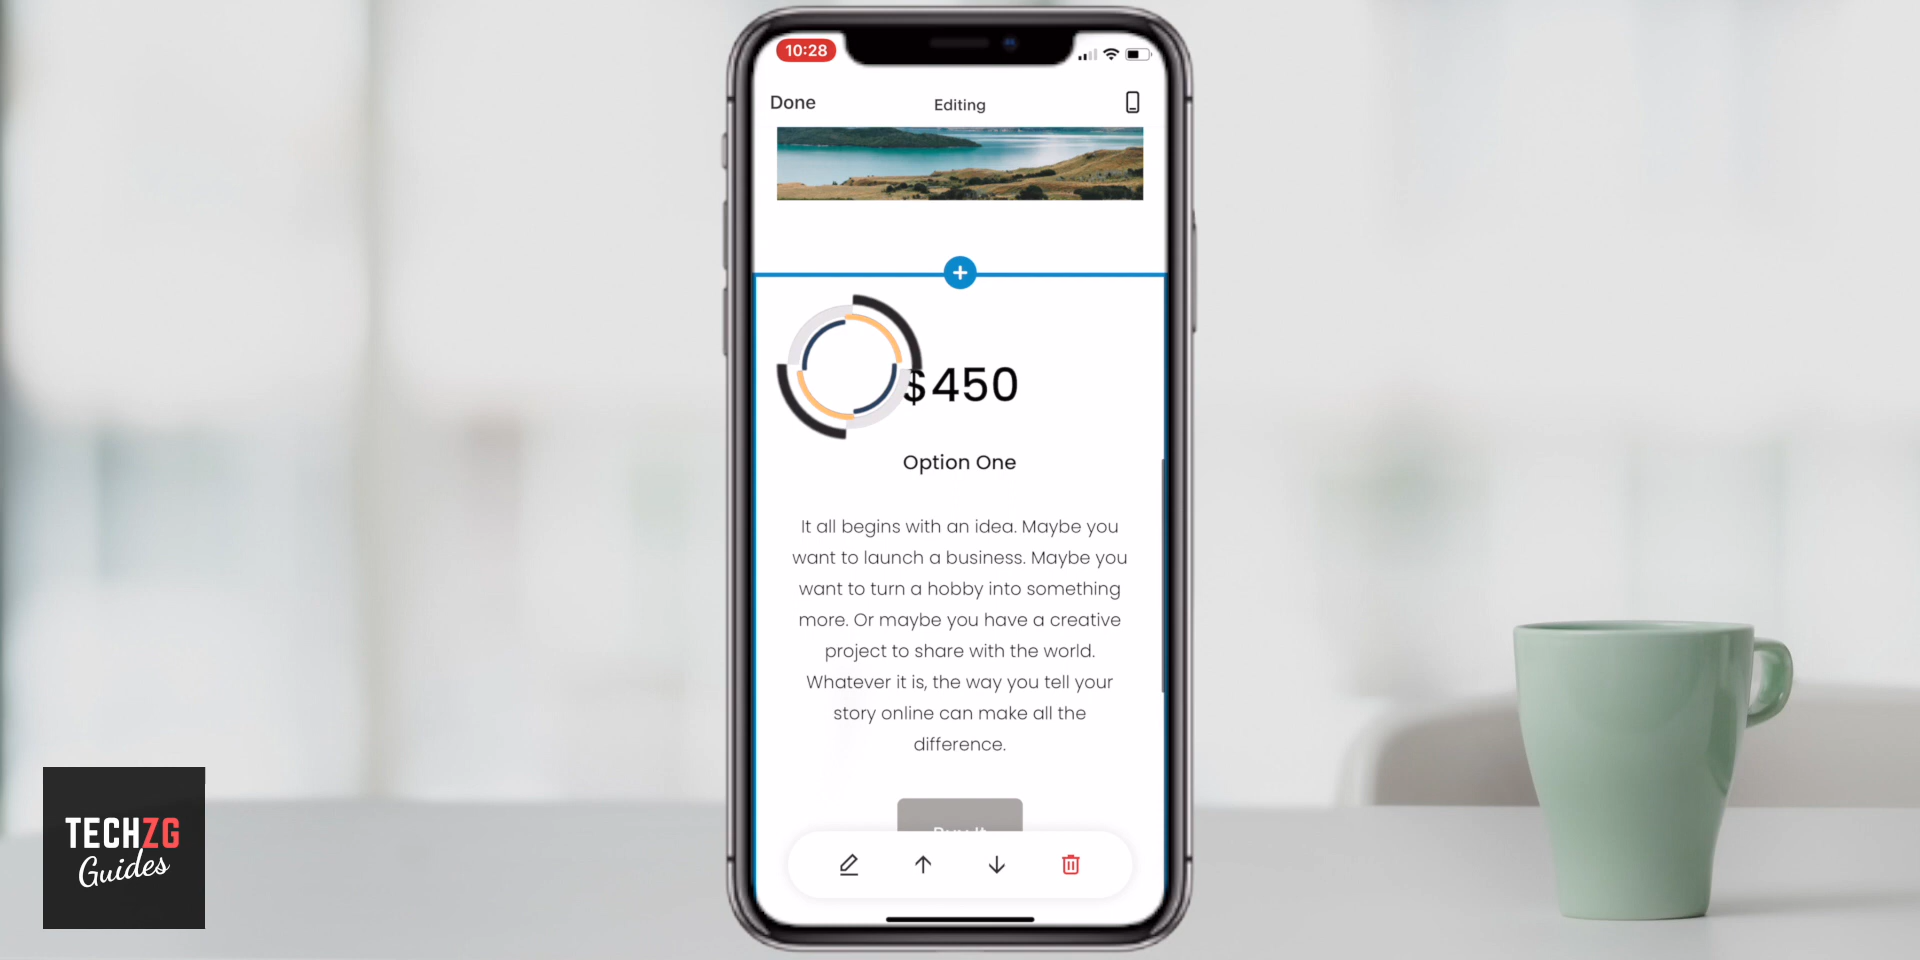 10:28
Done
Editing
$450
Option One
It all begins with an idea. Maybe you
want to launch a business. Maybe you
want to turn a hobby into something
more. Or maybe you have a creative
project to share with the world.
Whatever it is, the way you tell your
story online can make all the
difference.
TECHZG
Guides